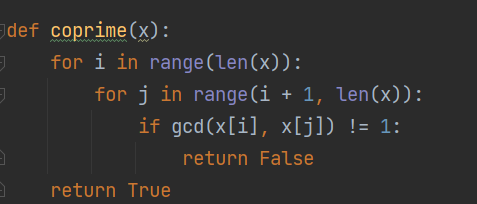 def coprime(x):
    for i in range(len(x)):
        for j in range(i + 1, len(x)):
            if gcd(x[i], x[j]) != 1:
                return False
    return True